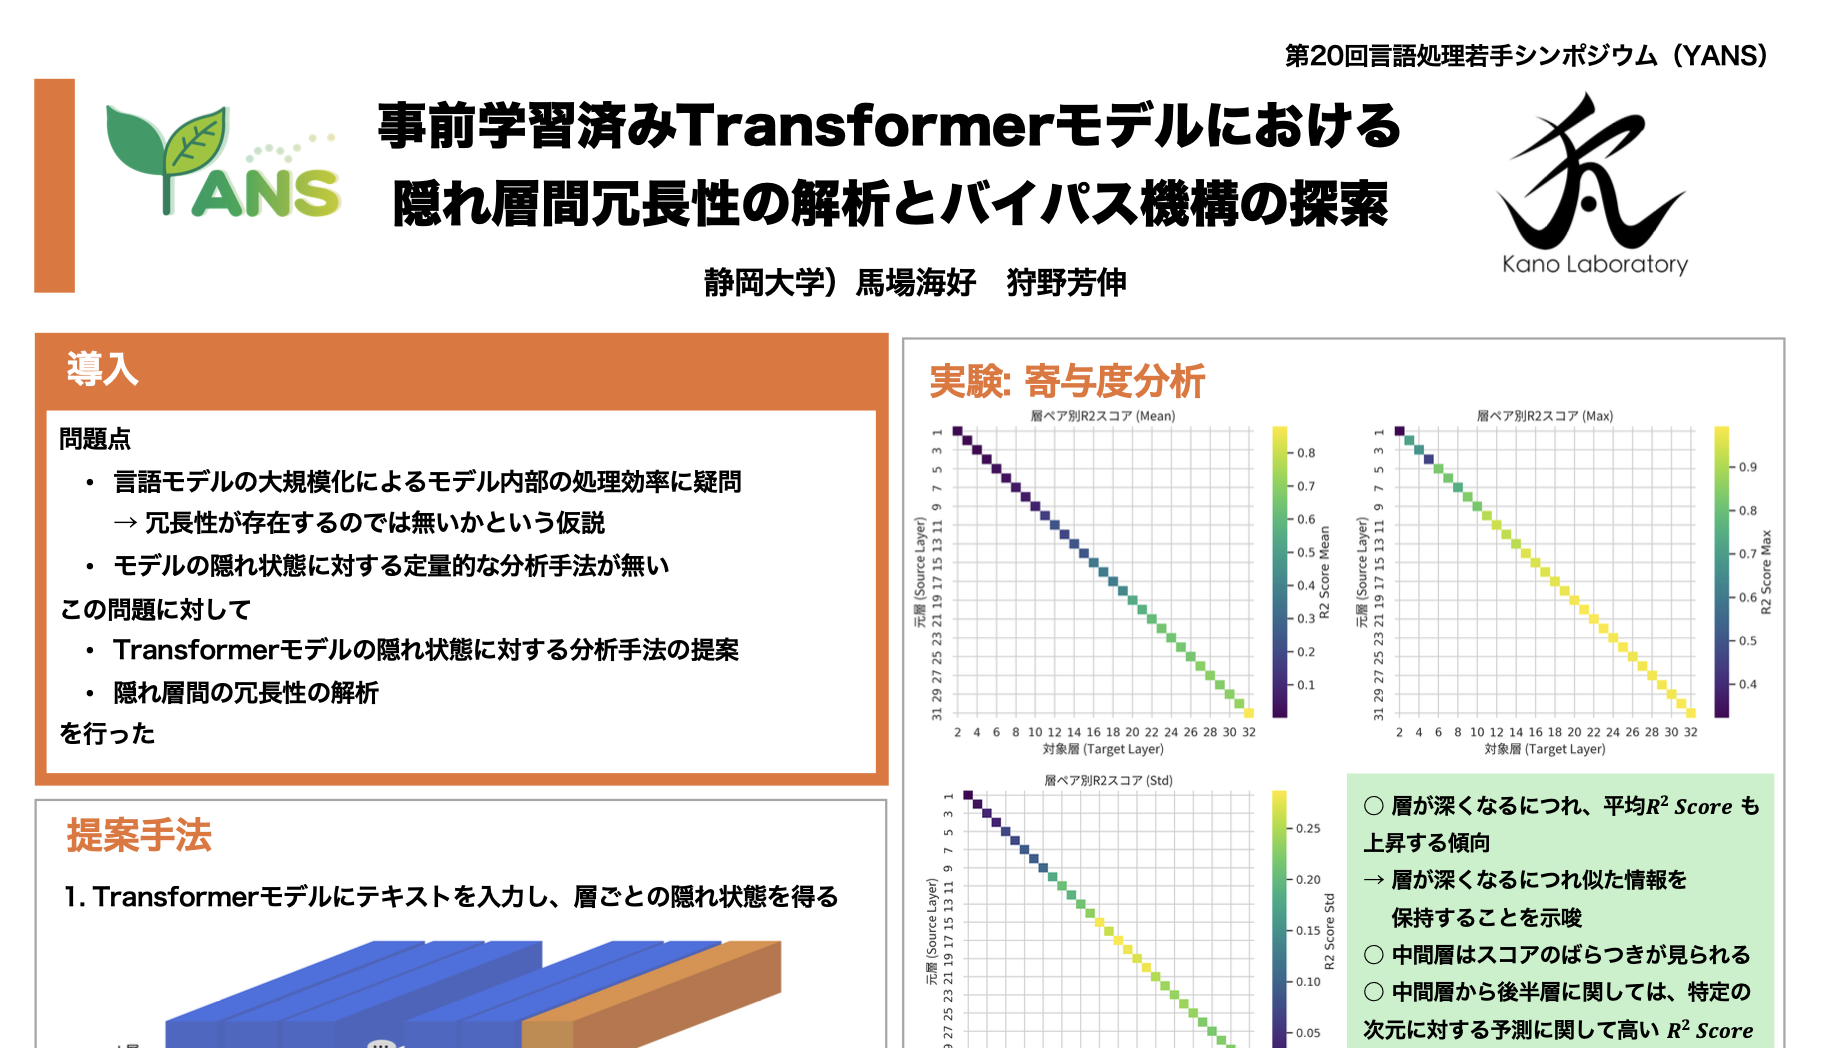 第20回言語処理若手シンポジウム（YANS）
YANS
事前学習済みTransformerモデルにおける
隠れ層間冗長性の解析とバイパス機構の探索
静岡大学）馬場海好　狩野芳伸
Kano Laboratory
導入
問題点
• 言語モデルの大規模化によるモデル内部の処理効率に疑問
→ 冗長性が存在するのでは無いかという仮説
• モデルの隠れ状態に対する定量的な分析手法が無い
この問題に対して
• Transformerモデルの隠れ状態に対する分析手法の提案
• 隠れ層間の冗長性の解析
を行った
提案手法
1. Transformerモデルにテキストを入力し、層ごとの隠れ状態を得る
...
実験: 寄与度分析
層ペア別R2スコア (Mean)
元層 (Source Layer)
1 3 5 7 9 11 13 15 17 19 21 23 25 27 29 31
2 4 6 8 10 12 14 16 18 20 22 24 26 28 30 32
対象層 (Target Layer)
0.8
0.7
0.6
0.5
0.4
0.3
0.2
0.1
R2 Score Mean
層ペア別R2スコア (Max)
元層 (Source Layer)
1 3 5 7 9 11 13 15 17 19 21 23 25 27 29 31
2 4 6 8 10 12 14 16 18 20 22 24 26 28 30 32
対象層 (Target Layer)
0.9
0.8
0.7
0.6
0.5
0.4
R2 Score Max
層ペア別R2スコア (Std)
元層 (Source Layer)
1 3 5 7 9 11 13 15 17 19 21 23 25 27
0.25
0.20
0.15
0.10
0.05
R2 Score Std
○ 層が深くなるにつれ、平均R² Score も
上昇する傾向
→ 層が深くなるにつれ似た情報を
保持することを示唆
○ 中間層はスコアのばらつきが見られる
○ 中間層から後半層に関しては、特定の
次元に対する予測に関して高い R² Score